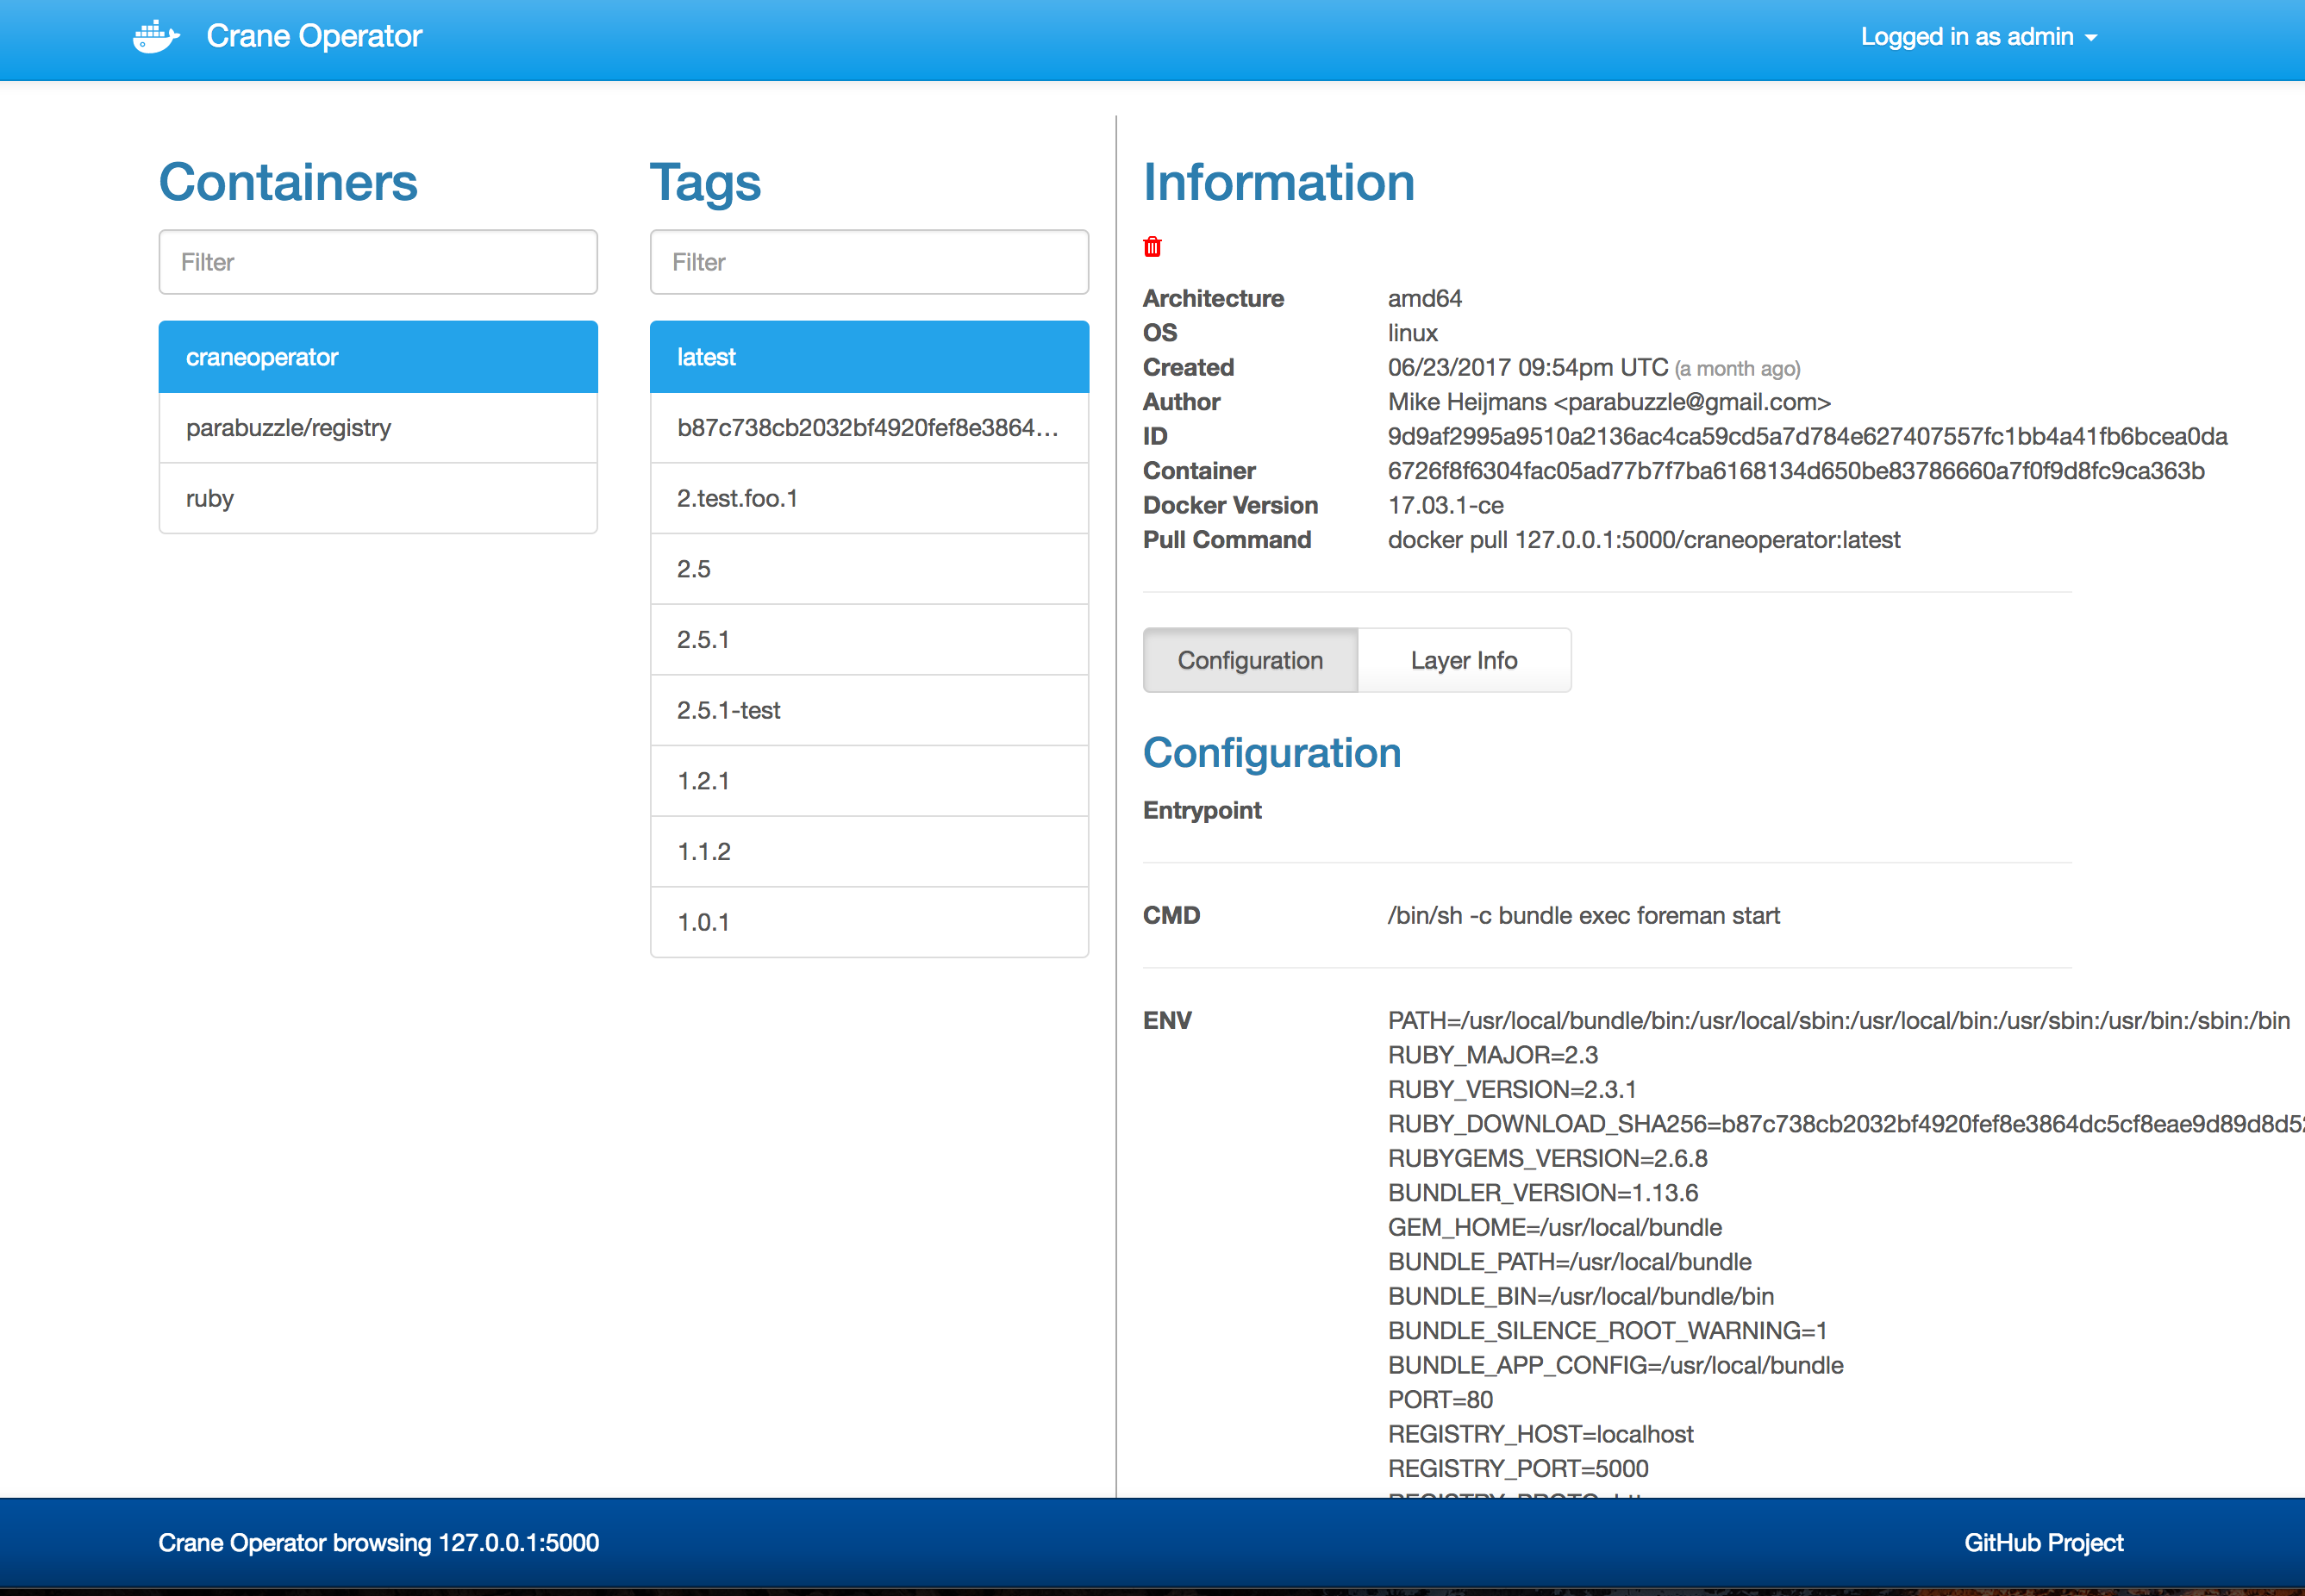 Crane Operator
Logged in as admin
Containers
Filter
craneoperator
parabuzzle/registry
ruby
Tags
Filter
latest
b87c738cb2032bf4920fef8e3864...
2.test.foo.1
2.5
2.5.1
2.5.1-test
1.2.1
1.1.2
1.0.1
Information
Architecture amd64
OS linux
Created 06/23/2017 09:54pm UTC (a month ago)
Author Mike Heijmans <parabuzzle@gmail.com>
ID 9d9af2995a9510a2136ac4ca59cd5a7d784e627407557fc1bb4a41fb6bcea0da
Container 6726f8f6304fac05ad77b7f7ba6168134d650be83786660a7f0f9d8fc9ca363b
Docker Version 17.03.1-ce
Pull Command docker pull 127.0.0.1:5000/craneoperator:latest
Configuration Layer Info
Configuration
Entrypoint
CMD /bin/sh -c bundle exec foreman start
ENV PATH=/usr/local/bundle/bin:/usr/local/sbin:/usr/local/bin:/usr/sbin:/usr/bin:/sbin:/bin
RUBY_MAJOR=2.3
RUBY_VERSION=2.3.1
RUBY_DOWNLOAD_SHA256=b87c738cb2032bf4920fef8e3864dc5cf8eae9d89d8d5
RUBYGEMS_VERSION=2.6.8
BUNDLER_VERSION=1.13.6
GEM_HOME=/usr/local/bundle
BUNDLE_PATH=/usr/local/bundle
BUNDLE_BIN=/usr/local/bundle/bin
BUNDLE_SILENCE_ROOT_WARNING=1
BUNDLE_APP_CONFIG=/usr/local/bundle
PORT=80
REGISTRY_HOST=localhost
REGISTRY_PORT=5000
Crane Operator browsing 127.0.0.1:5000
GitHub Project